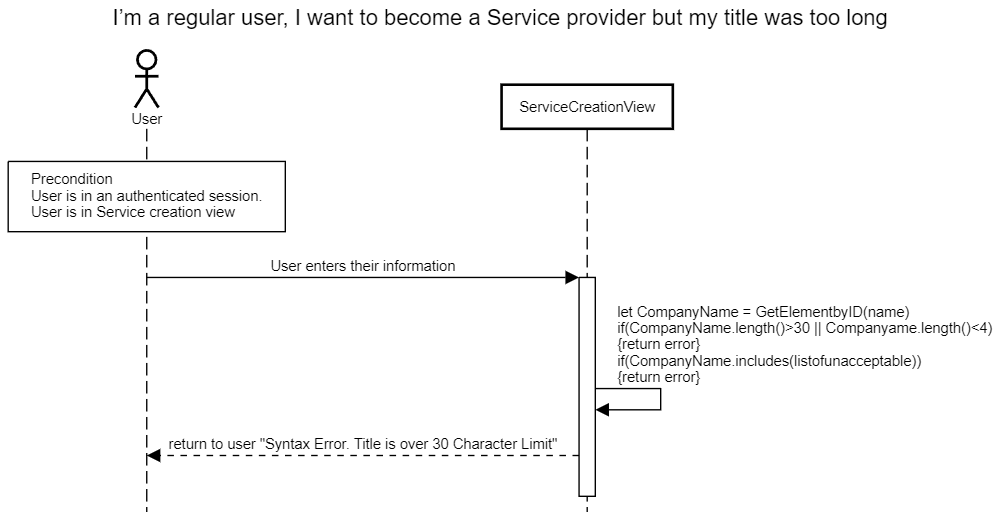 I'm a regular user, I want to become a Service provider but my title was too long
User
ServiceCreationView
Precondition
User is in an authenticated session.
User is in Service creation view
User enters their information
let CompanyName = GetElementbyID(name)
if(CompanyName.length()>30 || Companyame.length()<4)
{return error}
if(CompanyName.includes(listofunacceptable))
{return error}
return to user "Syntax Error. Title is over 30 Character Limit"